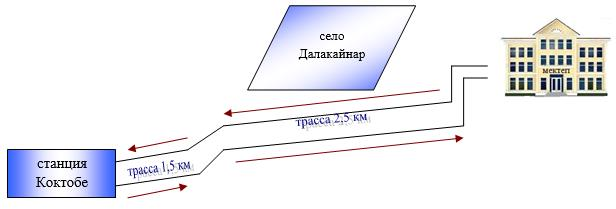 село
Далакайнар
мектеп
трасса 2,5 км
станция
Коктобе
трасса 1,5 км